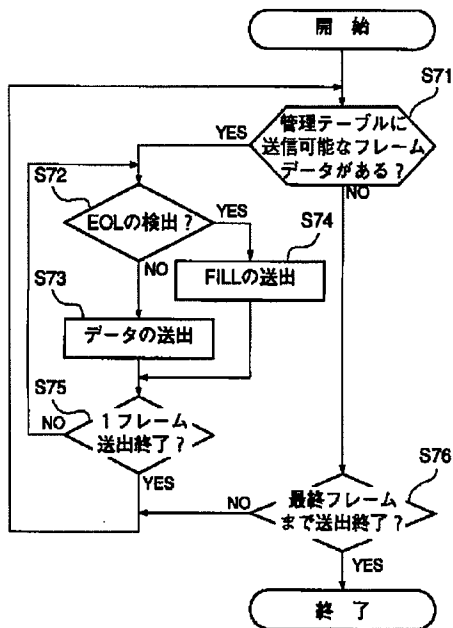 開始
S71
管理テーブルに
送信可能なフレーム
データがある?
YES
NO
S72
EOLの検出?
YES
NO
S74
FILLの送出
S73
データの送出
S75
1フレーム
送出終了?
NO
YES
S76
最終フレーム
まで送出終了?
NO
YES
終了